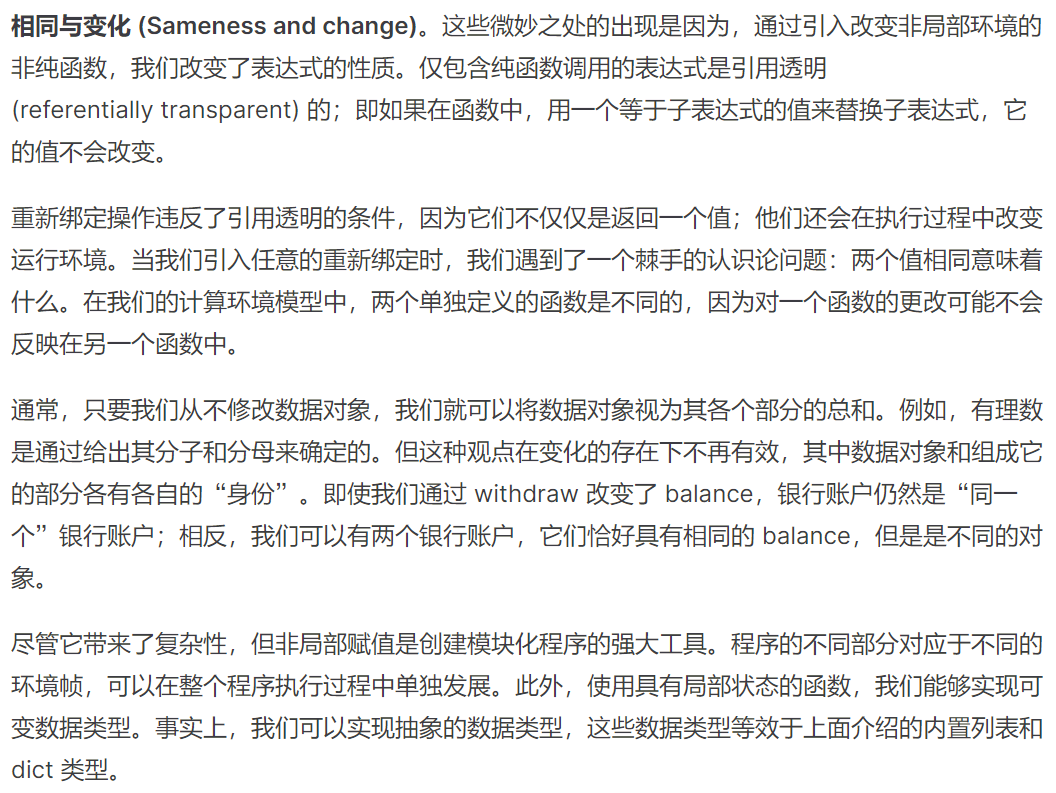 相同与变化 (Sameness and change)。这些微妙之处的出现是因为，通过引入改变非局部环境的
非纯函数，我们改变了表达式的性质。仅包含纯函数调用的表达式是引用透明
(referentially transparent) 的；即如果在函数中，用一个等于子表达式的值来替换子表达式，它
的值不会改变。
重新绑定操作违反了引用透明的条件，因为它们不仅仅是返回一个值；他们还会在执行过程中改变
运行环境。当我们引入任意的重新绑定时，我们遇到了一个棘手的认识论问题：两个值相同意味着
什么。在我们的计算环境模型中，两个单独定义的函数是不同的，因为对一个函数的更改可能不会
反映在另一个函数中。
通常，只要我们从不修改数据对象，我们就可以将数据对象视为其各个部分的总和。例如，有理数
是通过给出其分子和分母来确定的。但这种观点在变化的存在下不再有效，其中数据对象和组成它
的部分各有各自的“身份”。即使我们通过 withdraw 改变了 balance，银行账户仍然是“同一
个”银行账户；相反，我们可以有两个银行账户，它们恰好具有相同的 balance，但是是不同的对
象。
尽管它带来了复杂性，但非局部赋值是创建模块化程序的强大工具。程序的不同部分对应于不同的
环境帧，可以在整个程序执行过程中单独发展。此外，使用具有局部状态的函数，我们能够实现可
变数据类型。事实上，我们可以实现抽象的数据类型，这些数据类型等效于上面介绍的内置列表和
dict 类型。